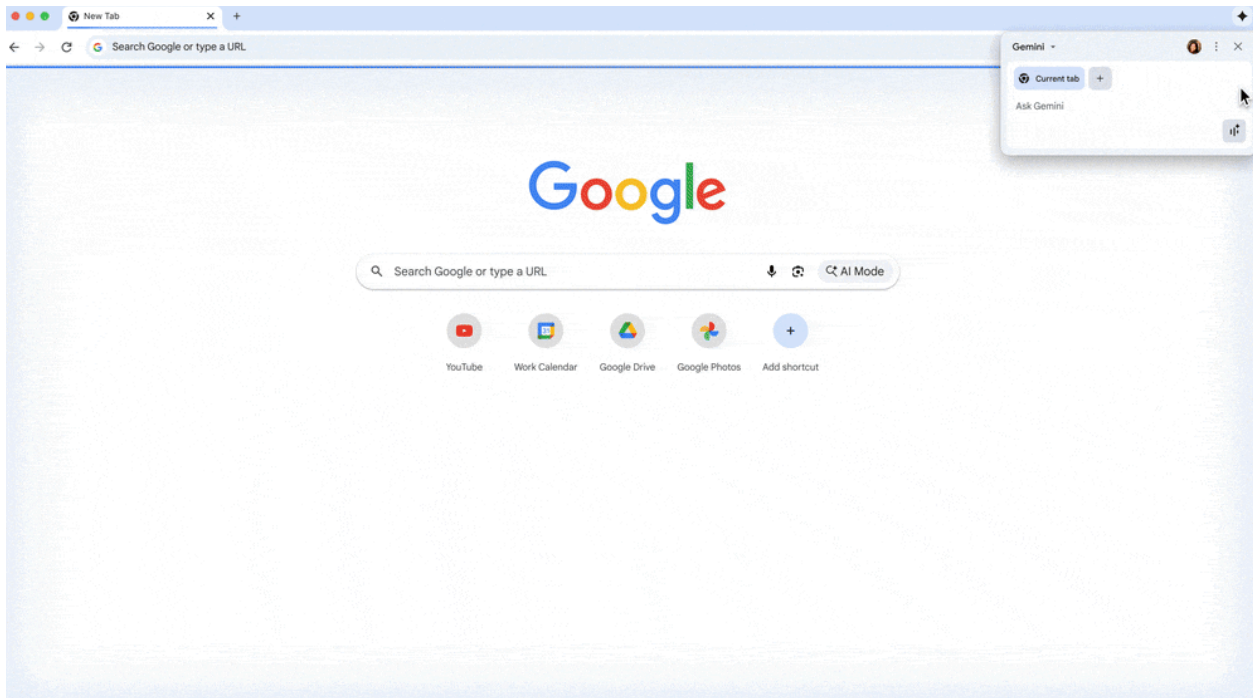 New Tab
Search Google or type a URL
Gemini
Current tab
Ask Gemini
Google
Search Google or type a URL
AI Mode
YouTube
Work Calendar
Google Drive
Google Photos
Add shortcut